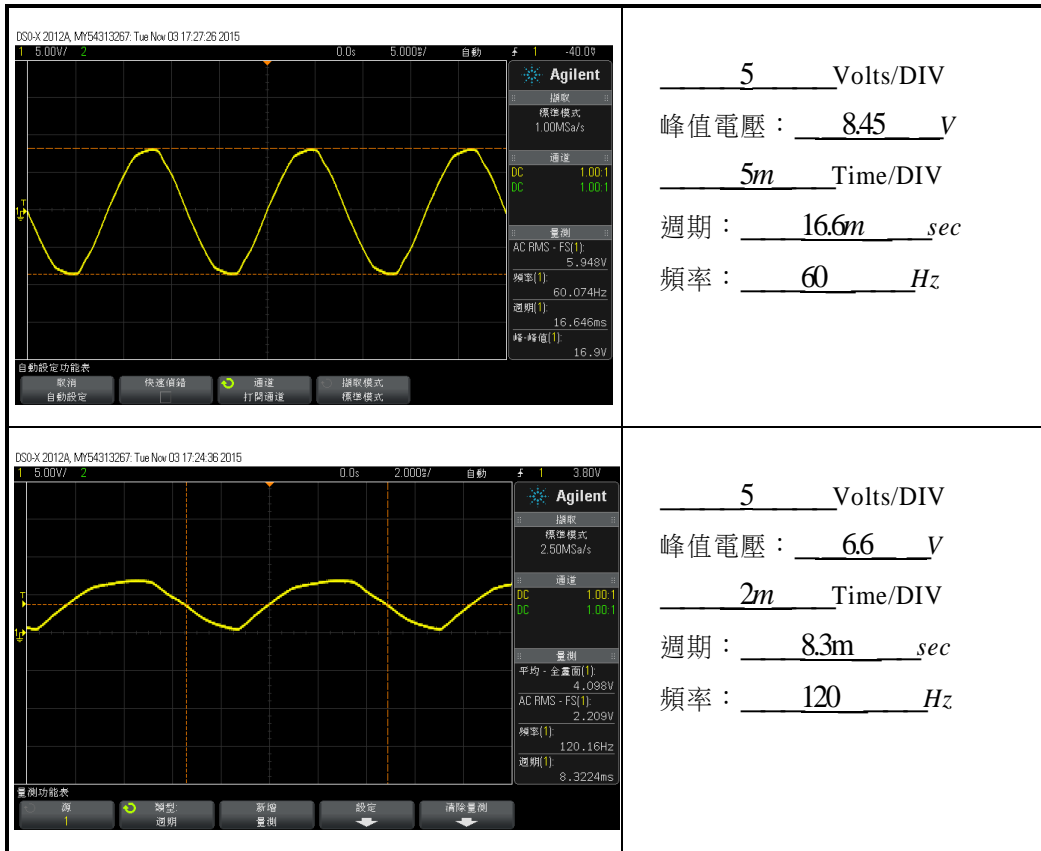 DSO-X 2012A, MY54313267: Tue Nov 03 17:27:26 2015
1 5.00V/ 2 0.0s 5.000s/ 自動 1 -40.0V
Agilent
擷取
標準模式
1.00MSa/s
通道
DC 1.00:1
DC 1.00:1
量測
AC RMS - FS(1):
5.948V
頻率(1):
60.074Hz
週期(1):
16.646ms
峰-峰值(1):
16.9V
自動設定功能表
取消
自動設定
快速偵錯
通道
打開通道
擷取模式
標準模式
5 Volts/DIV
峰值電壓：8.45 V
5m Time/DIV
週期：16.6m sec
頻率：60 Hz
DSO-X 2012A, MY54313267: Tue Nov 03 17:24:36 2015
1 5.00V/ 2 0.0s 2.000s/ 自動 1 3.80V
Agilent
擷取
標準模式
2.50MSa/s
通道
DC 1.00:1
DC 1.00:1
量測
平均 - 全畫面(1):
4.098V
AC RMS - FS(1):
2.209V
頻率(1):
120.16Hz
週期(1):
8.3224ms
量測功能表
源
1
類型:
週期
新增
量測
設定
清除量測
5 Volts/DIV
峰值電壓：6.6 V
2m Time/DIV
週期：8.3m sec
頻率：120 Hz